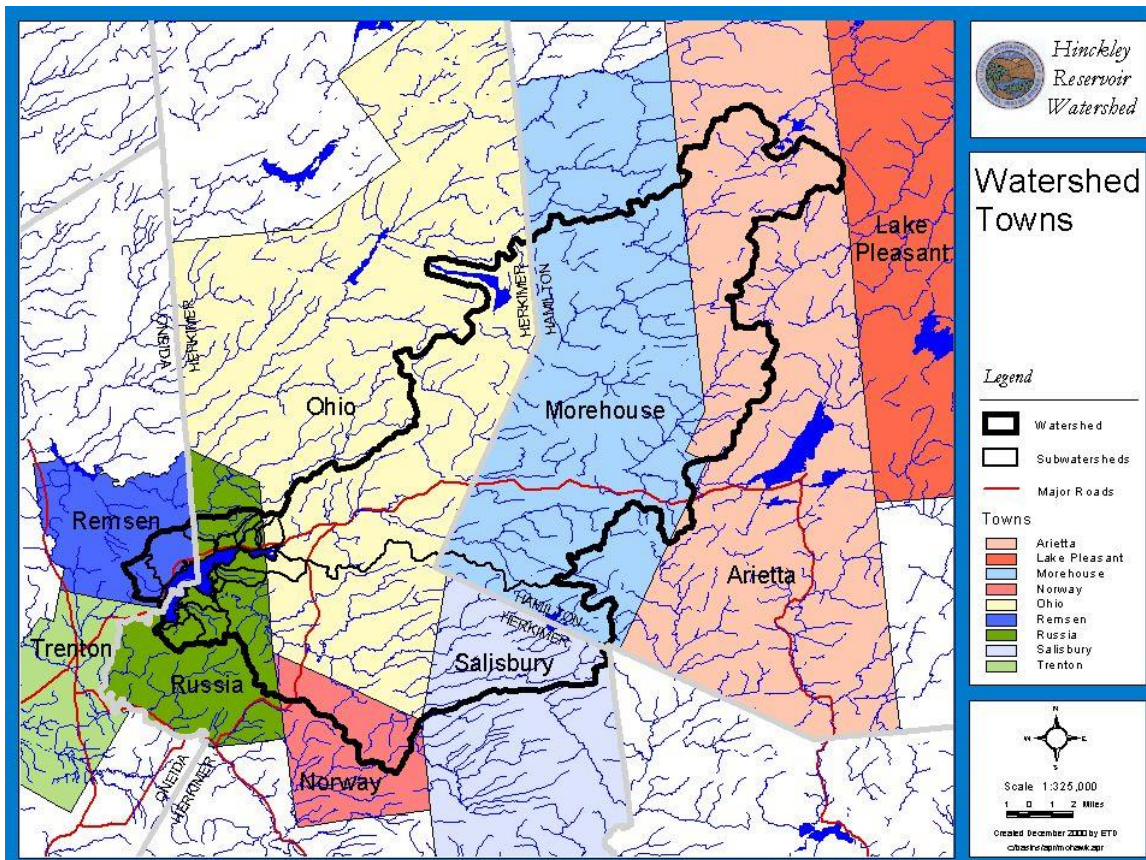 Hinckley
Reservoir
Watershed
Watershed
Towns
Legend
Watershed
Subwatersheds
Major Roads
Towns
Arietta
Lake Pleasant
Morehouse
Norway
Ohio
Remsen
Russia
Salisbury
Trenton
N
W
E
S
Scale 1:325,000
1 0 1 2 Miles
Created December 2000 by ETD
Lake
Pleasant
HERKIMER
HAMILTON
ONEIDA
HERKIMER
Ohio
Morehouse
Remsen
Arietta
HAMILTON
HERKIMER
Trenton
Salisbury
Russia
ONEIDA
HERKIMER
Norway